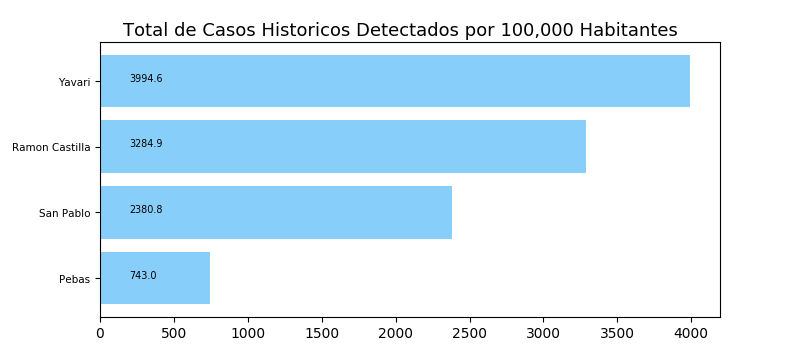 Total de Casos Historicos Detectados por 100,000 Habitantes
Yavari
3994.6
Ramon Castilla
3284.9
San Pablo
2380.8
Pebas
743.0
0 500 1000 1500 2000 2500 3000 3500 4000